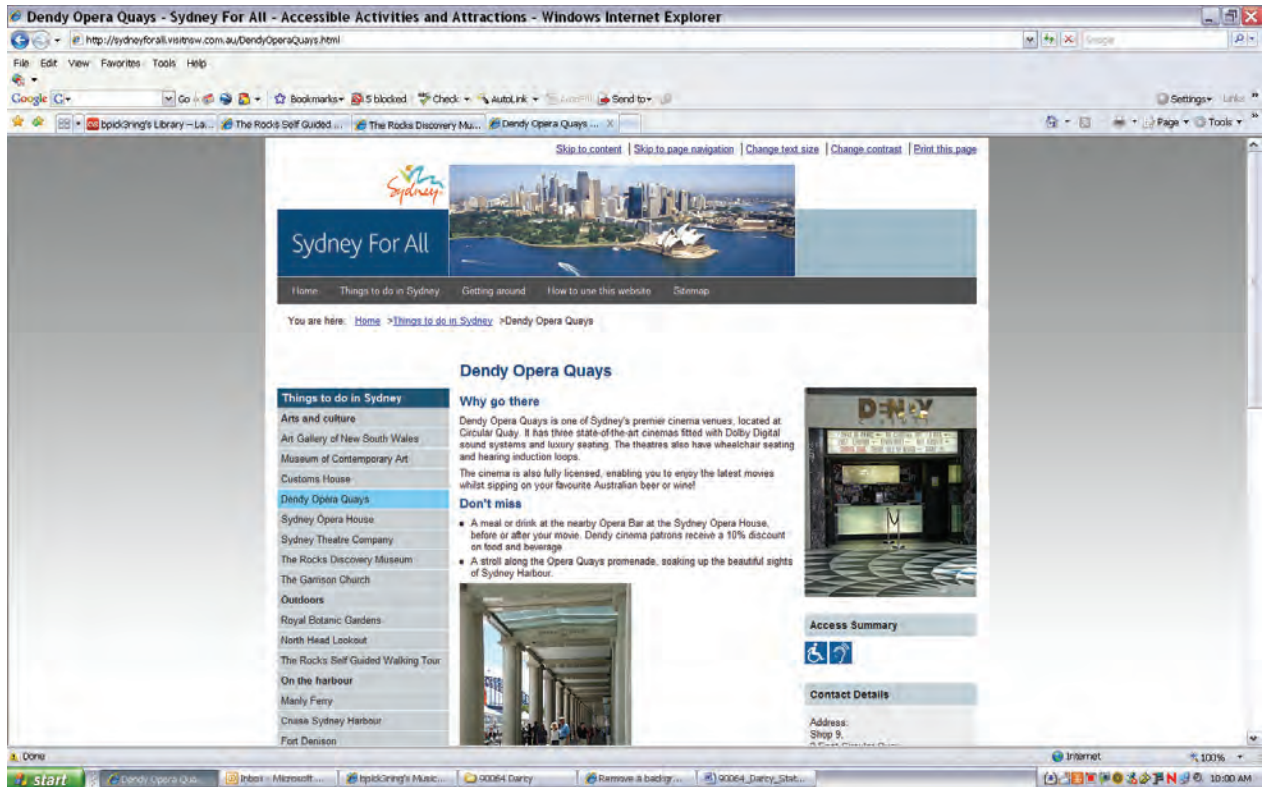 Dendy Opera Quays - Sydney For All - Accessible Activities and Attractions - Windows Internet Explorer
http://sydneyforall.visitnsw.com.au/DendyOperaQuays.html
Google
File Edit View Favorites Tools Help
Google G
Go
Bookmarks
5 blocked
Check
AutoLink
Send to
Settings
Links
bpick3ring's Library – La...
The Rocks Self Guided ...
The Rocks Discovery Mu...
Dendy Opera Quays ...
Page
Tools
Skip to content | Skip to page navigation | Change text size | Change contrast | Print this page
Sydney
Sydney For All
Home Things to do in Sydney Getting around How to use this website Sitemap
You are here: Home >Things to do in Sydney >Dendy Opera Quays
Dendy Opera Quays
Things to do in Sydney
Arts and culture
Art Gallery of New South Wales
Museum of Contemporary Art
Customs House
Dendy Opera Quays
Sydney Opera House
Sydney Theatre Company
The Rocks Discovery Museum
The Garrison Church
Outdoors
Royal Botanic Gardens
North Head Lookout
The Rocks Self Guided Walking Tour
On the harbour
Manly Ferry
Cruise Sydney Harbour
Fort Denison
Why go there
Dendy Opera Quays is one of Sydney's premier cinema venues, located at
Circular Quay. It has three state-of-the-art cinemas fitted with Dolby Digital
sound systems and luxury seating. The theatres also have wheelchair seating
and hearing induction loops.
The cinema is also fully licensed, enabling you to enjoy the latest movies
whilst sipping on your favourite Australian beer or wine!
Don't miss
A meal or drink at the nearby Opera Bar at the Sydney Opera House,
before or after your movie. Dendy cinema patrons receive a 10% discount
on food and beverage
A stroll along the Opera Quays promenade, soaking up the beautiful sights
of Sydney Harbour.
DENDY
Access Summary
Contact Details
Address:
Shop 9,
2 East Circular Quay
Done
Internet
100%
start
Dendy Opera Qua...
Inbox - Microsoft ...
bpick3ring's Music...
90064 Darcy
Remove a backgr...
90064_Darcy_Stat...
10:00 AM